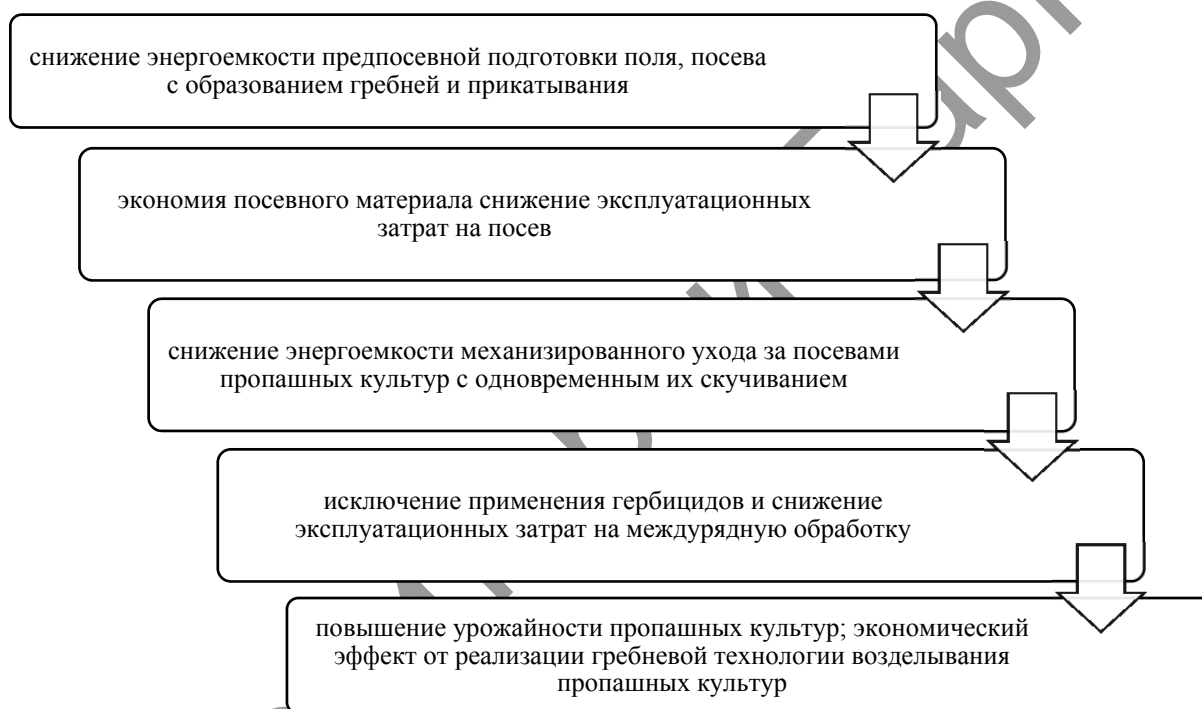 снижение энергоемкости предпосевной подготовки поля, посева
с образованием гребней и прикатывания
экономия посевного материала снижение эксплуатационных
затрат на посев
снижение энергоемкости механизированного ухода за посевами
пропашных культур с одновременным их скучиванием
исключение применения гербицидов и снижение
эксплуатационных затрат на междурядную обработку
повышение урожайности пропашных культур; экономический
эффект от реализации гребневой технологии возделывания
пропашных культур